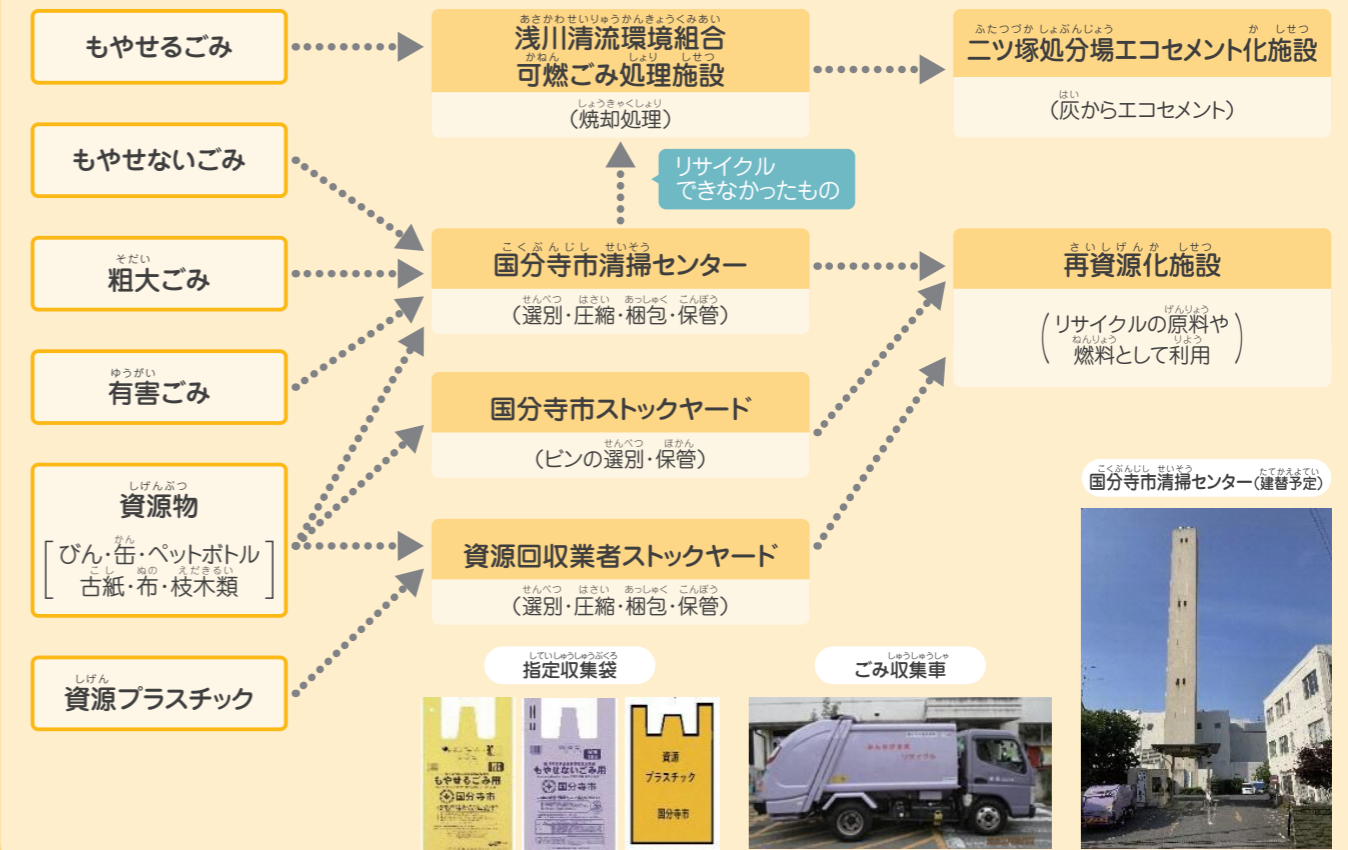 もやせるごみ
あさかわせいりゅうかんきょうくみあい
浅川清流環境組合
かねん しょり しせつ
可燃ごみ処理施設
しょうきゃくしょり
（焼却処理）
ふたつづか しょぶんじょう か しせつ
二ツ塚処分場エコセメント化施設
はい
（灰からエコセメント）
もやせないごみ
リサイクル
できなかったもの
そだい
粗大ごみ
こくぶんじし せいそう
国分寺市清掃センター
せんべつ はさい あっしゅく こんぽう
（選別・圧縮・梱包・保管）
さいしげんか しせつ
再資源化施設
げんりょう
（リサイクルの原料や
ねんりょう りよう
燃料として利用）
ゆうがい
有害ごみ
国分寺市ストックヤード
せんべつ ほかん
（ビンの選別・保管）
しげんぶつ
資源物
かん
[びん・缶・ペットボトル
こし ぬの えだきるい
古紙・布・枝木類]
資源回収業者ストックヤード
せんべつ はさい あっしゅく こんぽう
（選別・圧縮・梱包・保管）
しげん
資源プラスチック
こくぶんじし せいそう たてかえよてい
国分寺市清掃センター（建替予定）
していしゅうしゅうぶくろ
指定収集袋
もやせるごみ用
国分寺市
もやせないごみ用
国分寺市
資源
プラスチック
国分寺市
しゅうしゅうしゃ
ごみ収集車
リサイクル